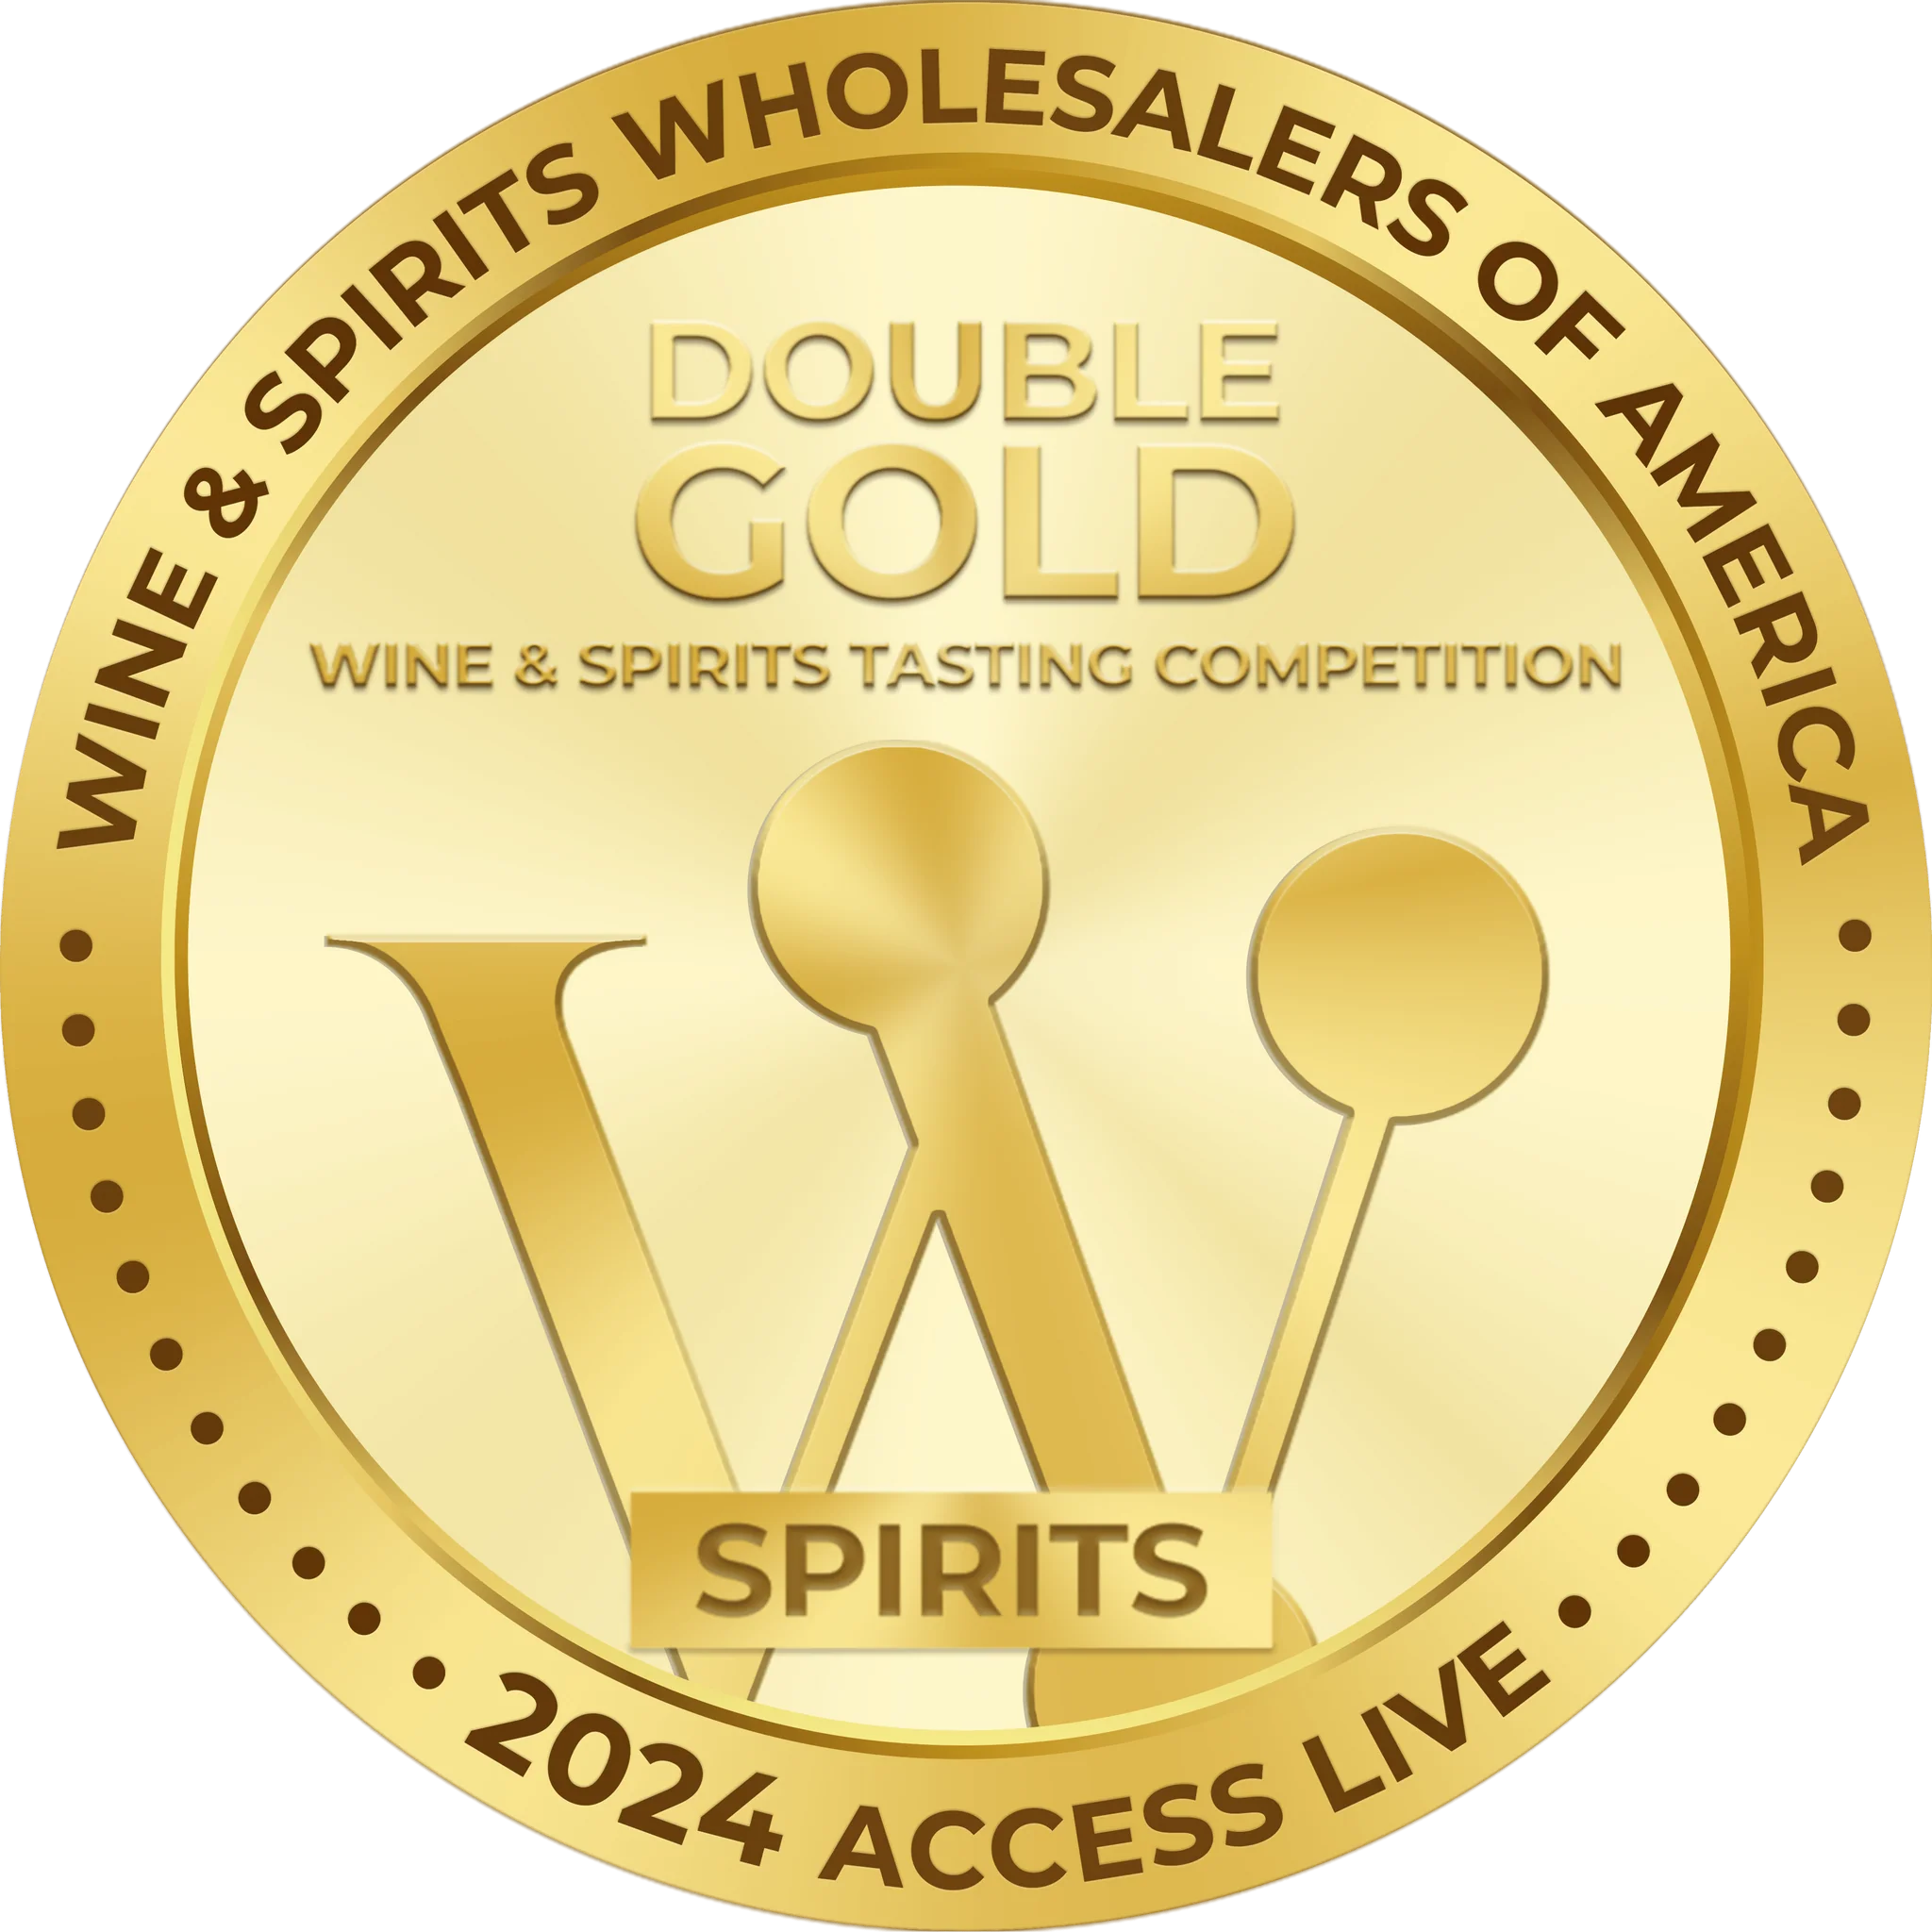 WINE & SPIRITS WHOLESALERS OF AMERICA
DOUBLE
GOLD
WINE & SPIRITS TASTING COMPETITION
SPIRITS
2024 ACCESS LIVE